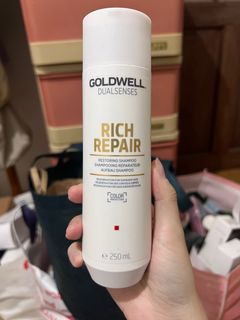 GOLDWELL
DUALSENSES
RICH
REPAIR
RESTORING SHAMPOO
SHAMPOOING RÉPARATEUR
AUFBAU SHAMPOO
COLOR
e 250 mL